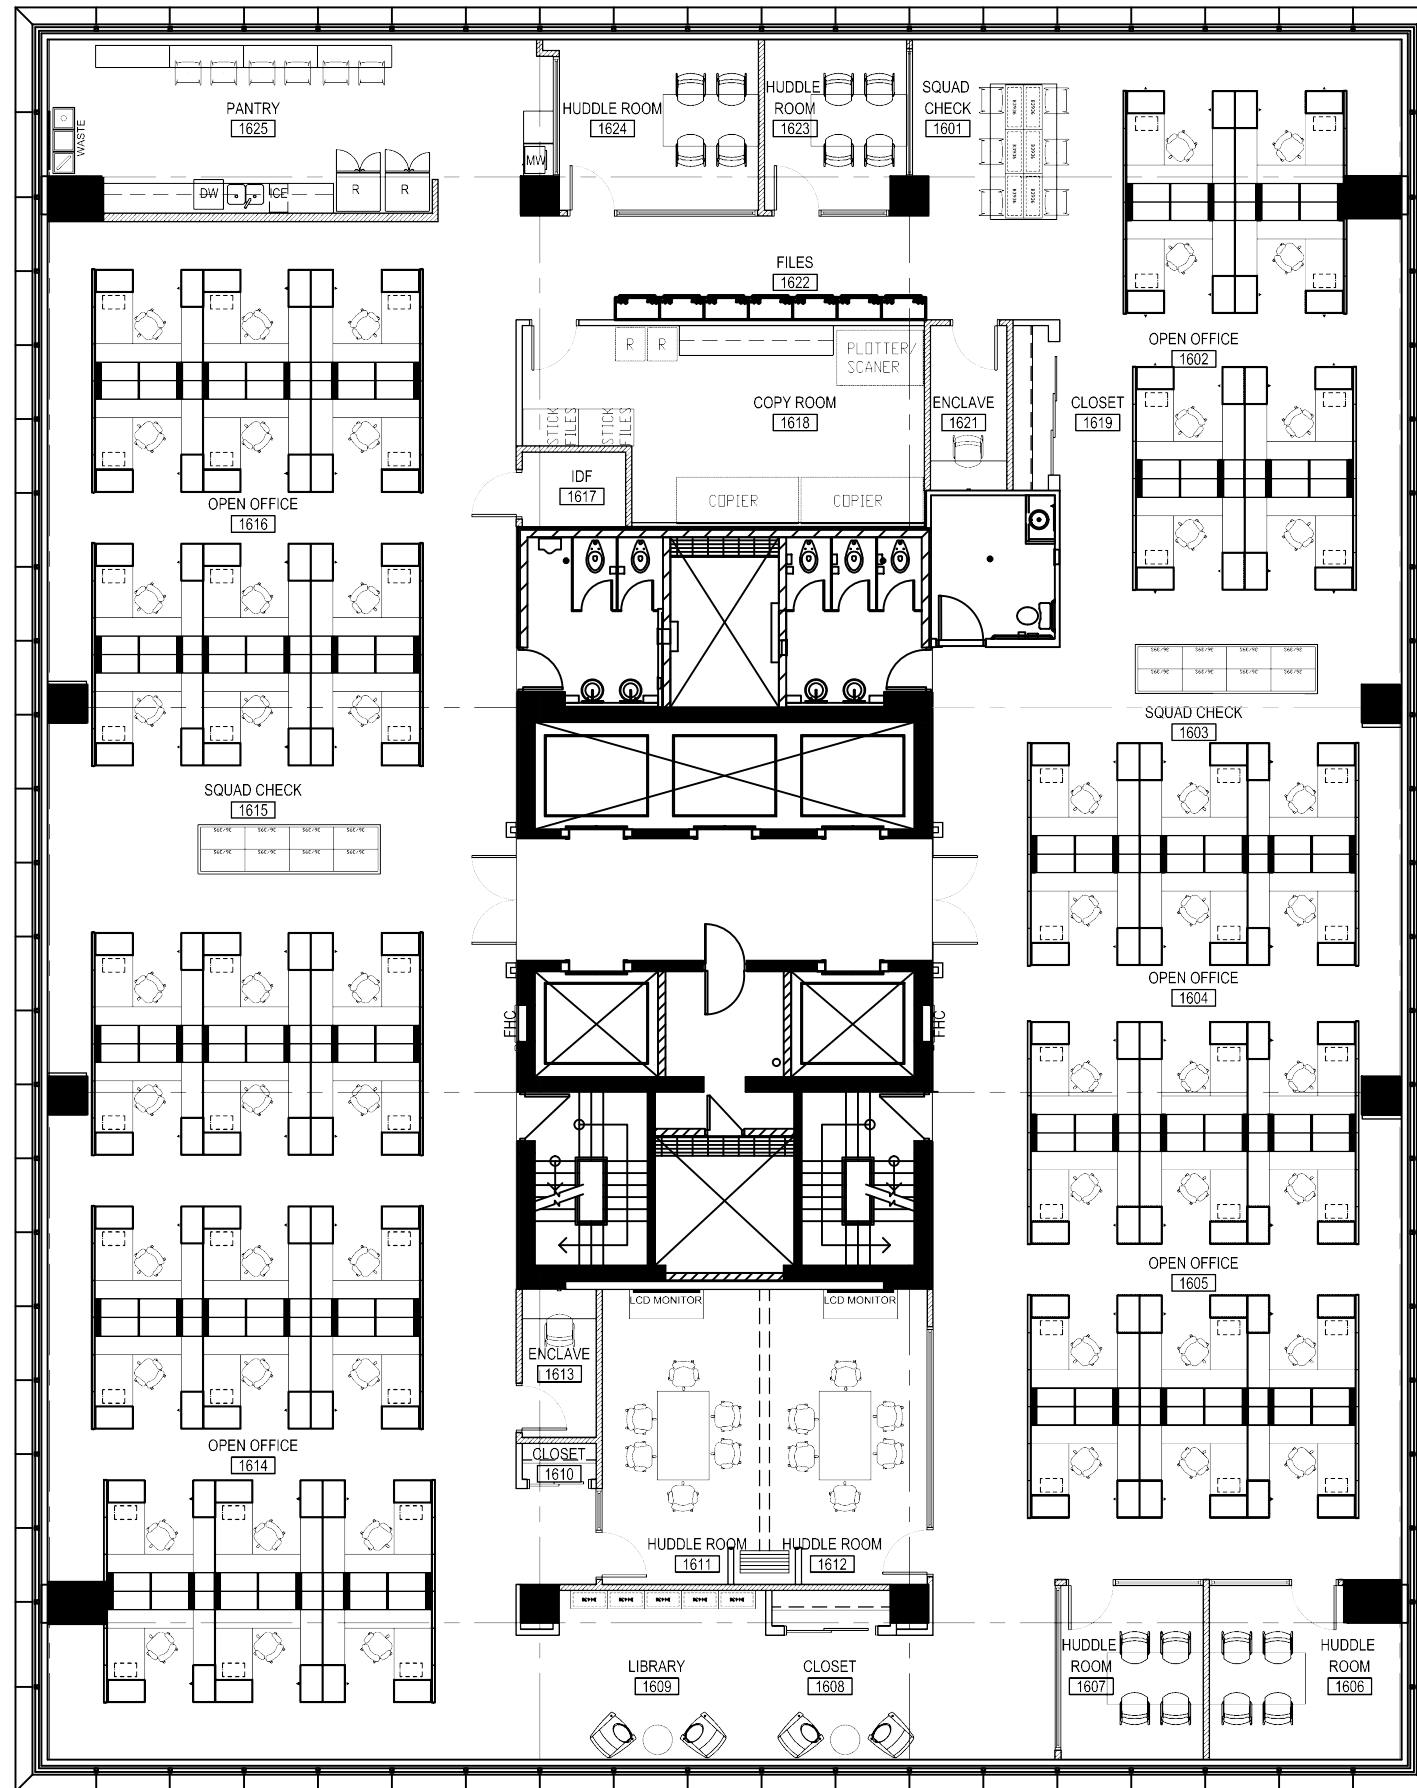 PANTRY
1625
WASTE
DW
ICE
R
R
MW
HUDDLE ROOM
1624
HUDDLE
ROOM
1623
SQUAD
CHECK
1601
FILES
1622
OPEN OFFICE
1602
R
R
PLOTTER/
SCANER
COPY ROOM
1618
STICK
FILES
STICK
FILES
ENCLAVE
1621
CLOSET
1619
IDF
1617
COPIER
COPIER
OPEN OFFICE
1616
SQUAD CHECK
1603
SQUAD CHECK
1615
OPEN OFFICE
1604
FHC
FHC
OPEN OFFICE
1605
LCD MONITOR
LCD MONITOR
ENCLAVE
1613
OPEN OFFICE
1614
CLOSET
1610
HUDDLE ROOM
1611
HUDDLE ROOM
1612
LIBRARY
1609
CLOSET
1608
HUDDLE
ROOM
1607
HUDDLE
ROOM
1606